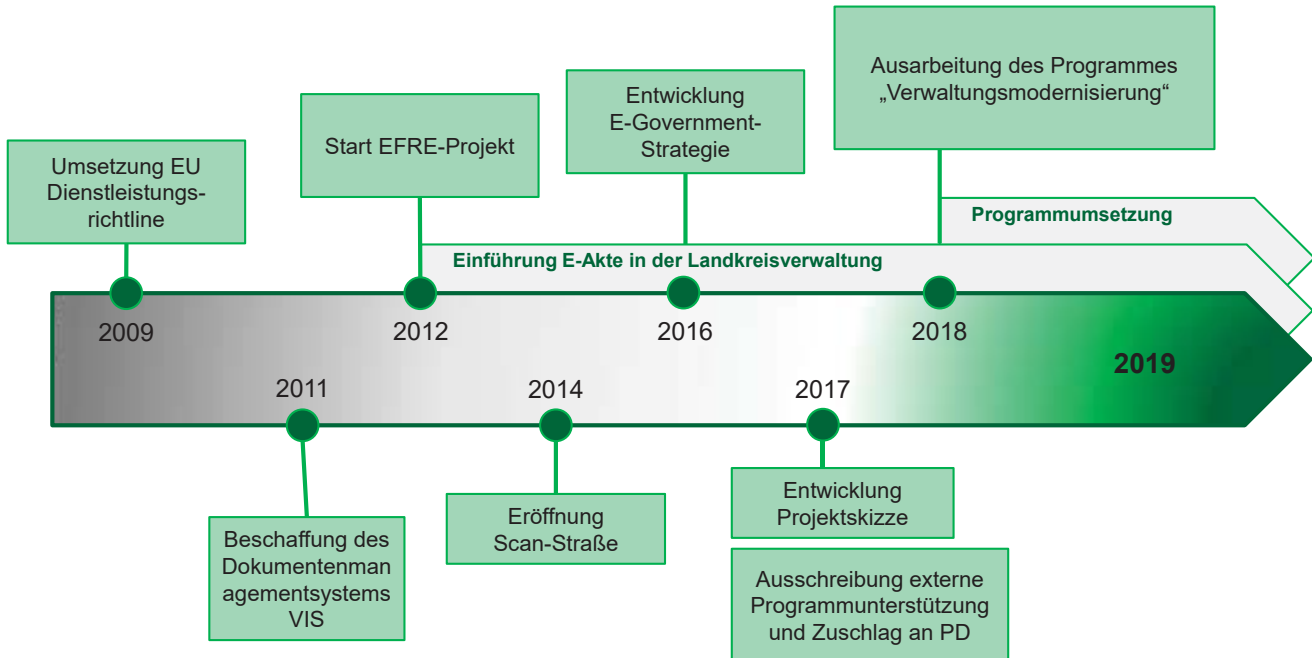 Umsetzung EU
Dienstleistungs-
richtline
Start EFRE-Projekt
Entwicklung
E-Government-
Strategie
Ausarbeitung des Programmes
„Verwaltungsmodernisierung“
Programmumsetzung
Einführung E-Akte in der Landkreisverwaltung
2009
2012
2016
2018
2019
2011
2014
2017
Beschaffung des
Dokumentenman
agementsystems
VIS
Eröffnung
Scan-Straße
Entwicklung
Projektskizze
Ausschreibung externe
Programmunterstützung
und Zuschlag an PD